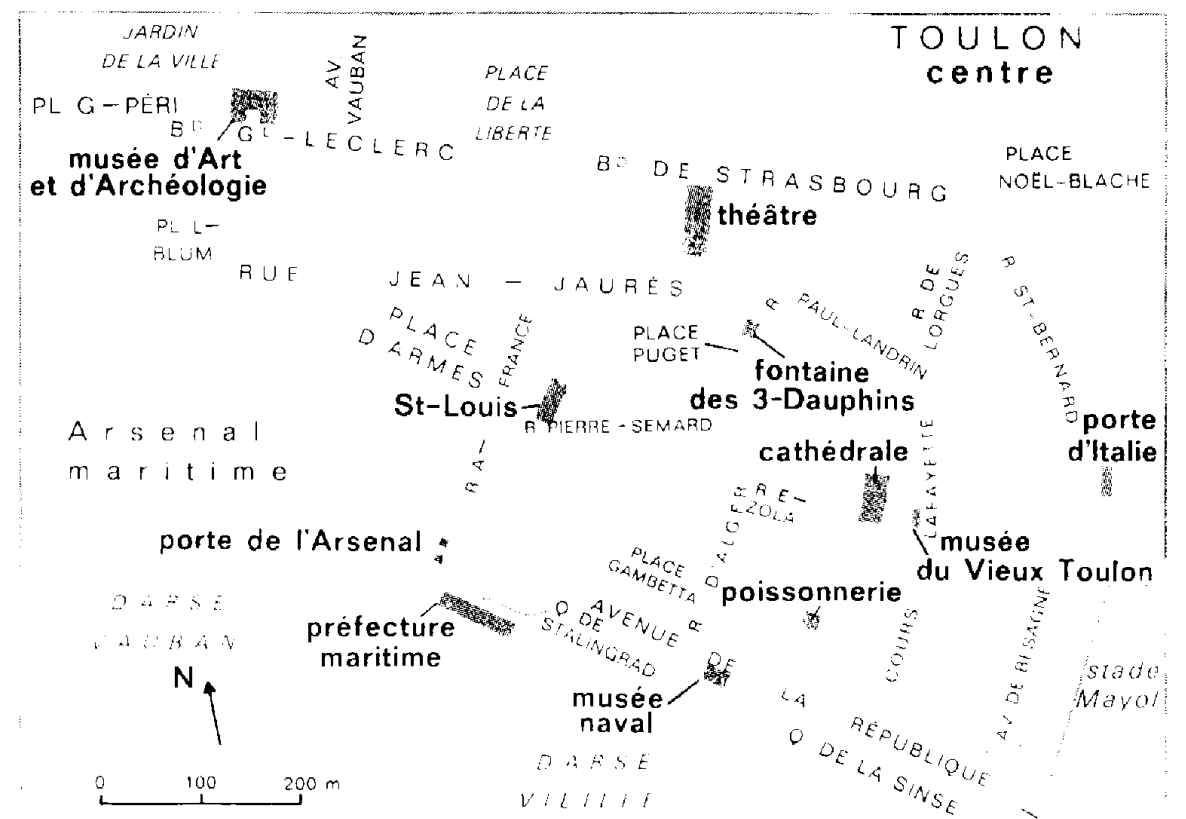 TOULON
centre
JARDIN
DE LA VILLE
AV.
VAUBAN
PLACE
DE LA
LIBERTE
PL G-PÉRI
BD GL-LECLERC
musée d'Art
et d'Archéologie
BD DE STRASBOURG
PLACE
NOËL-BLACHE
théâtre
PL L-
BLUM
RUE JEAN-JAURÈS
PLACE
D'ARMES
R PAUL-LANDRIN
R DE
LORGUES
R ST-BERNARD
PLACE
PUGET
fontaine
des 3-Dauphins
St-Louis
FRANCE
R PIERRE-SEMARD
porte
d'Italie
Arsenal
maritime
cathédrale
LAFAYETTE
R E-
ZOLA
R D'ALGER
porte de l'Arsenal
musée
du Vieux Toulon
PLACE
GAMBETTA
poissonnerie
DARSE
VAUBAN
préfecture
maritime
Q DE
STALINGRAD
AVENUE DE LA RÉPUBLIQUE
COURS
AV DE BESAGNE
stade
Mayol
N
musée
naval
Q DE LA SINSE
DARSE
0 100 200 m